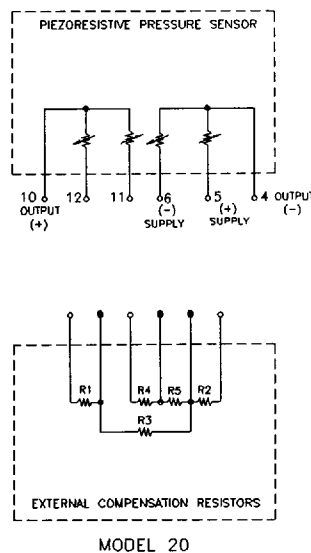 PIEZORESISTIVE PRESSURE SENSOR
10 12 11 6 5 4 OUTPUT
OUTPUT (-) (+) (-)
(+) SUPPLY SUPPLY
R1 R4 R5 R2
R3
EXTERNAL COMPENSATION RESISTORS
MODEL 20